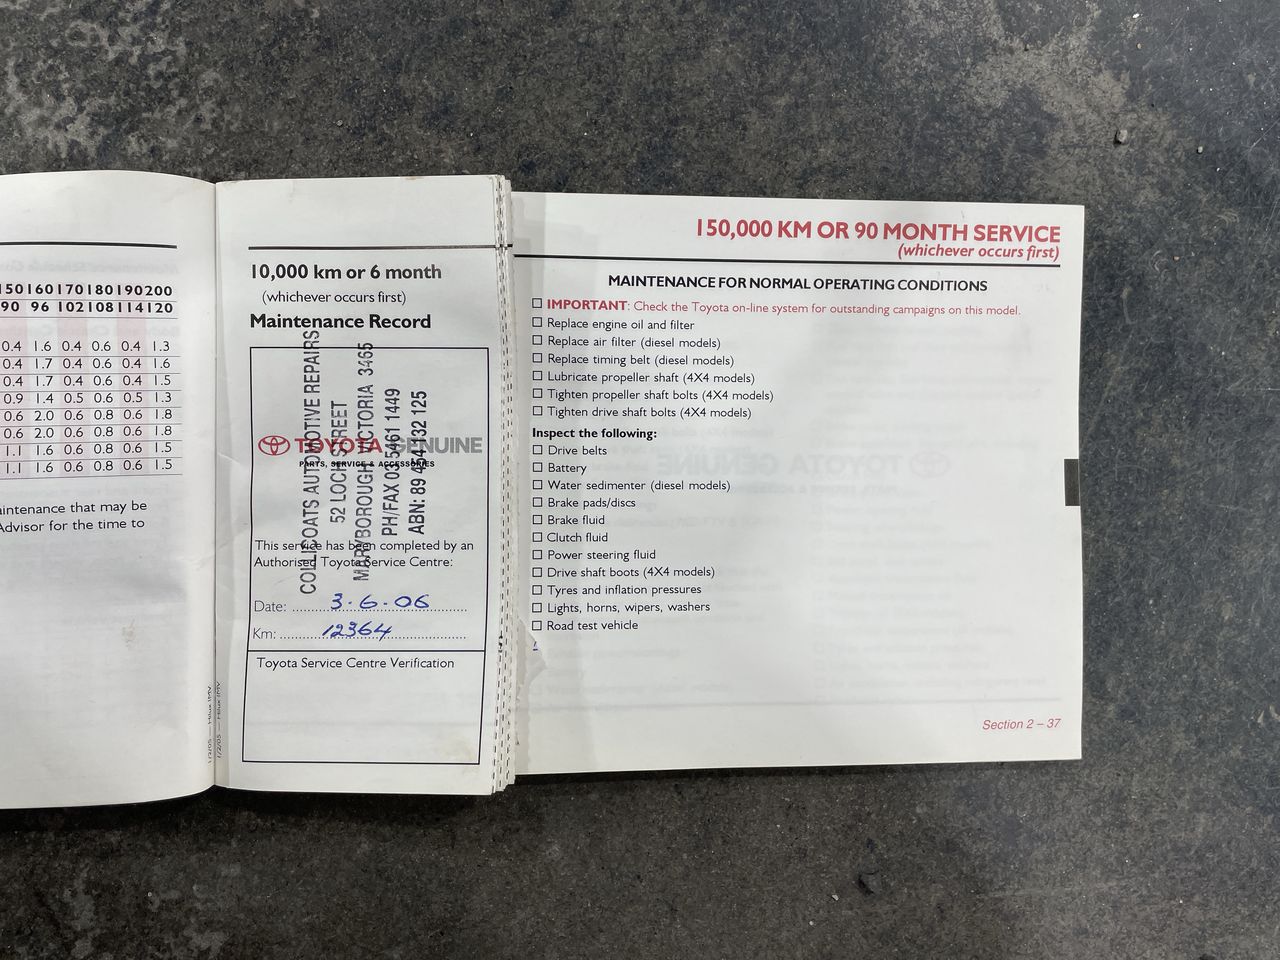 150 160 170 180 190 200
90 96 102 108 114 120
0.4 1.6 0.4 0.6 0.4 1.3
0.4 1.7 0.4 0.6 0.4 1.6
0.4 1.7 0.4 0.6 0.4 1.5
0.9 1.4 0.5 0.6 0.5 1.3
0.6 2.0 0.6 0.8 0.6 1.8
0.6 2.0 0.6 0.8 0.6 1.8
1.1 1.6 0.6 0.8 0.6 1.5
1.1 1.6 0.6 0.8 0.6 1.5
aintenance that may be
Advisor for the time to
10,000 km or 6 month
(whichever occurs first)
Maintenance Record
COLLICOATS AUTOMOTIVE REPAIRS
52 LOCH STREET
MARYBOROUGH VICTORIA 3465
PH/FAX 03 5461 1449
ABN: 89 454 132 125
TOYOTA GENUINE
PARTS, SERVICE & ACCESSORIES
This service has been completed by an
Authorised Toyota Service Centre:
Date: 3·6·06
Km: 12364
Toyota Service Centre Verification
150,000 KM OR 90 MONTH SERVICE
(whichever occurs first)
MAINTENANCE FOR NORMAL OPERATING CONDITIONS
IMPORTANT: Check the Toyota on-line system for outstanding campaigns on this model.
Replace engine oil and filter
Replace air filter (diesel models)
Replace timing belt (diesel models)
Lubricate propeller shaft (4X4 models)
Tighten propeller shaft bolts (4X4 models)
Tighten drive shaft bolts (4X4 models)
Inspect the following:
Drive belts
Battery
Water sedimenter (diesel models)
Brake pads/discs
Brake fluid
Clutch fluid
Power steering fluid
Drive shaft boots (4X4 models)
Tyres and inflation pressures
Lights, horns, wipers, washers
Road test vehicle
Section 2 – 37